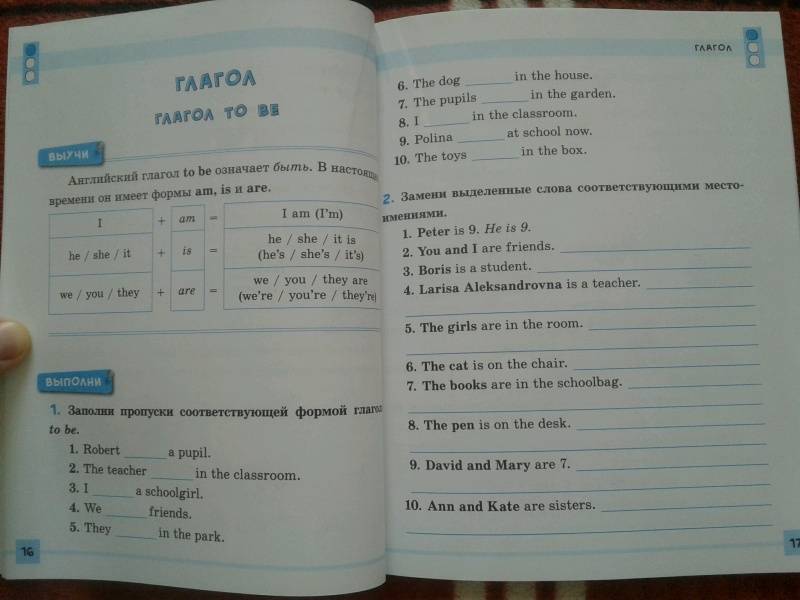 ГЛАГОЛ
ГЛАГОЛ TO BE
ВЫУЧИ
Английский глагол to be означает быть. В настоящ
времени он имеет формы am, is и are.
I + am = I am (I'm)
he / she / it + is = he / she / it is
(he's / she's / it's)
we / you / they + are = we / you / they are
(we're / you're / they're)
ВЫПОЛНИ
1. Заполни пропуски соответствующей формой глагол
to be.
1. Robert ______ a pupil.
2. The teacher ______ in the classroom.
3. I ______ a schoolgirl.
4. We ______ friends.
5. They ______ in the park.
16
ГЛАГОЛ
6. The dog ______ in the house.
7. The pupils ______ in the garden.
8. I ______ in the classroom.
9. Polina ______ at school now.
10. The toys ______ in the box.
2. Замени выделенные слова соответствующими место-
имениями.
1. Peter is 9. He is 9.
2. You and I are friends.
3. Boris is a student.
4. Larisa Aleksandrovna is a teacher.
5. The girls are in the room.
6. The cat is on the chair.
7. The books are in the schoolbag.
8. The pen is on the desk.
9. David and Mary are 7.
10. Ann and Kate are sisters.
17